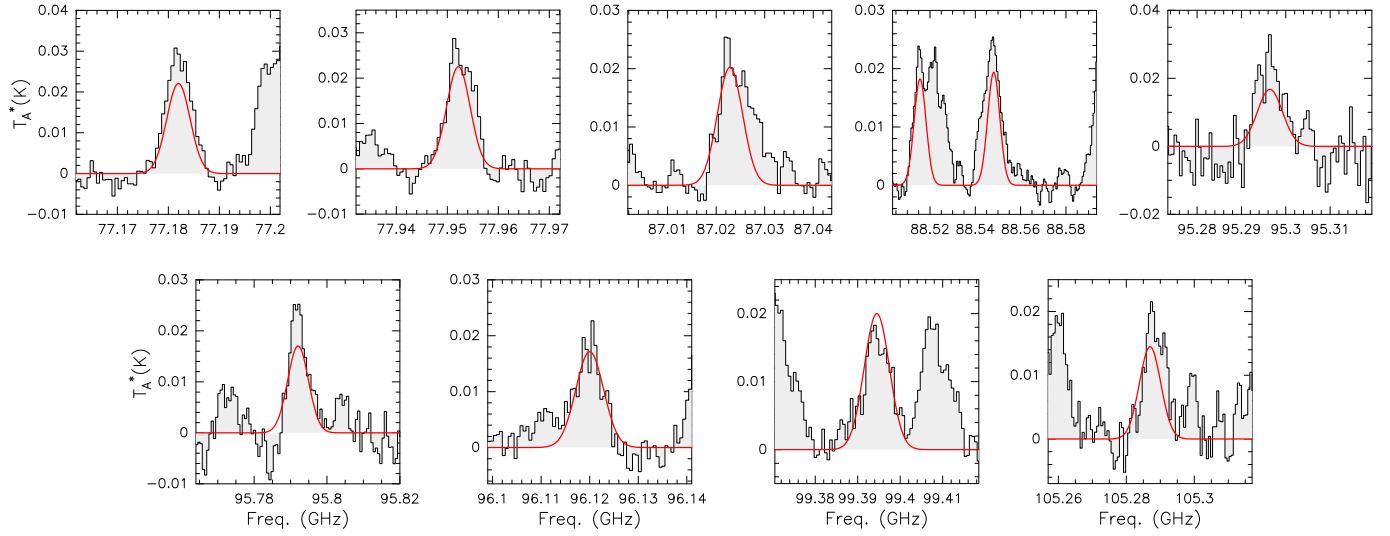 0.04
0.03
0.02
0.01
0
−0.01
T_A^*(K)
77.17 77.18 77.19 77.2
0.03
0.02
0.01
0
−0.01
77.94 77.95 77.96 77.97
0.03
0.02
0.01
0
87.01 87.02 87.03 87.04
0.03
0.02
0.01
0
88.52 88.54 88.56 88.58
0.04
0.02
0
−0.02
95.28 95.29 95.3 95.31
0.03
0.02
0.01
0
−0.01
T_A^*(K)
95.78 95.8 95.82
Freq. (GHz)
0.03
0.02
0.01
0
96.1 96.11 96.12 96.13 96.14
Freq. (GHz)
0.02
0.01
0
99.38 99.39 99.4 99.41
Freq. (GHz)
0.02
0.01
0
105.26 105.28 105.3
Freq. (GHz)